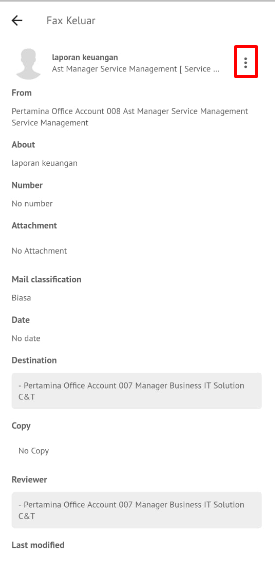 Fax Keluar
laporan keuangan
Ast Manager Service Management | Service ...
From
Pertamina Office Account 008 Ast Manager Service Management
Service Management
About
laporan keuangan
Number
No number
Attachment
No Attachment
Mail classification
Biasa
Date
No date
Destination
- Pertamina Office Account 007 Manager Business IT Solution
C&T
Copy
No Copy
Reviewer
- Pertamina Office Account 007 Manager Business IT Solution
C&T
Last modified